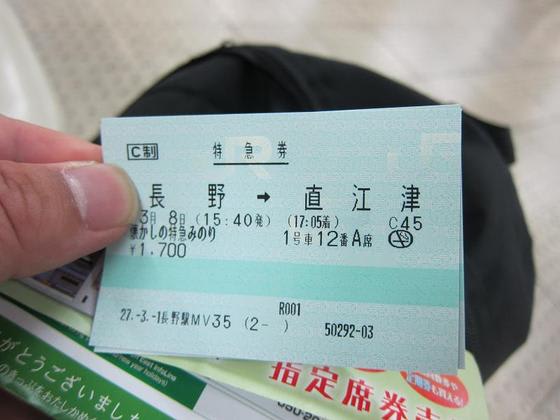 C制
特急券
長野 → 直江津
3月 8日 (15:40発) (17:05着) C45
懐かしの特急みのり 1号車12番A席
¥1,700
R001
27.-3.-1長野駅MV35 (2- ) 50292-03
がとうございました
指定席券